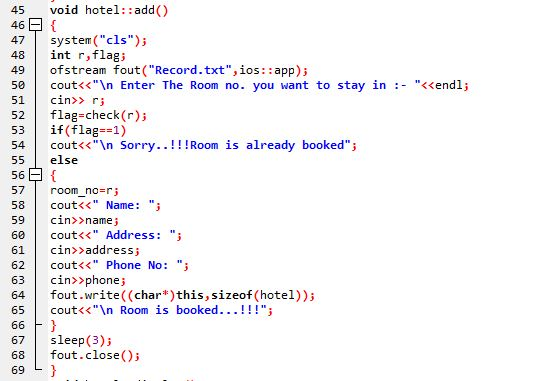 45 void hotel::add()
46 {
47 system("cls");
48 int r,flag;
49 ofstream fout("Record.txt",ios::app);
50 cout<<"\n Enter The Room no. you want to stay in :- "<<endl;
51 cin>> r;
52 flag=check(r);
53 if(flag==1)
54 cout<<"\n Sorry..!!!Room is already booked";
55 else
56 {
57 room_no=r;
58 cout<<" Name: ";
59 cin>>name;
60 cout<<" Address: ";
61 cin>>address;
62 cout<<" Phone No: ";
63 cin>>phone;
64 fout.write((char*)this,sizeof(hotel));
65 cout<<"\n Room is booked...!!!";
66 }
67 sleep(3);
68 fout.close();
69 }